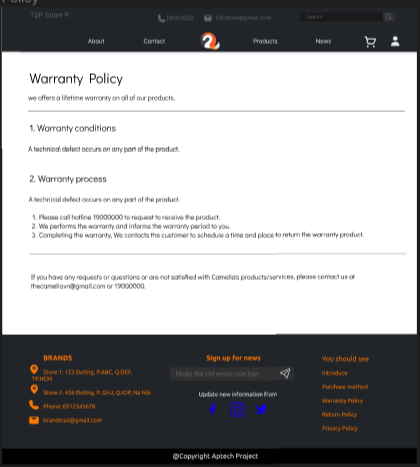 olicy
T2P Store ®
19000000 t2pstore@gmail.com Search
About Contact Products News
Warranty Policy
we offers a lifetime warranty on all of our products.
1. Warranty conditions
A technical defect occurs on any part of the product.
2. Warranty process
A technical defect occurs on any part of the product.
1. Please call hotline 19000000 to request to receive the product.
2. We performs the warranty and informs the warranty period to you.
3. Completing the warranty, We contacts the customer to schedule a time and place to return the warranty product.
If you have any requests or questions or are not satisfied with Camelia's products/services, please contact us at
thecameliavn@gmail.com or 19000000.
BRANDS
Store 1: 123 Đường, P.ABC, Q.DEF,
TP.HCM
Store 2: 456 Đường, P. GHJ, Q.IOP, Ha Nội
Phone: 0912345678
brandmail@gmail.com
Sign up for news
Nhập địa chỉ email của bạn
Update new information from
You should see
Introduce
Purchase method
Warranty Policy
Return Policy
Privacy Policy
@Copyright Aptech Project